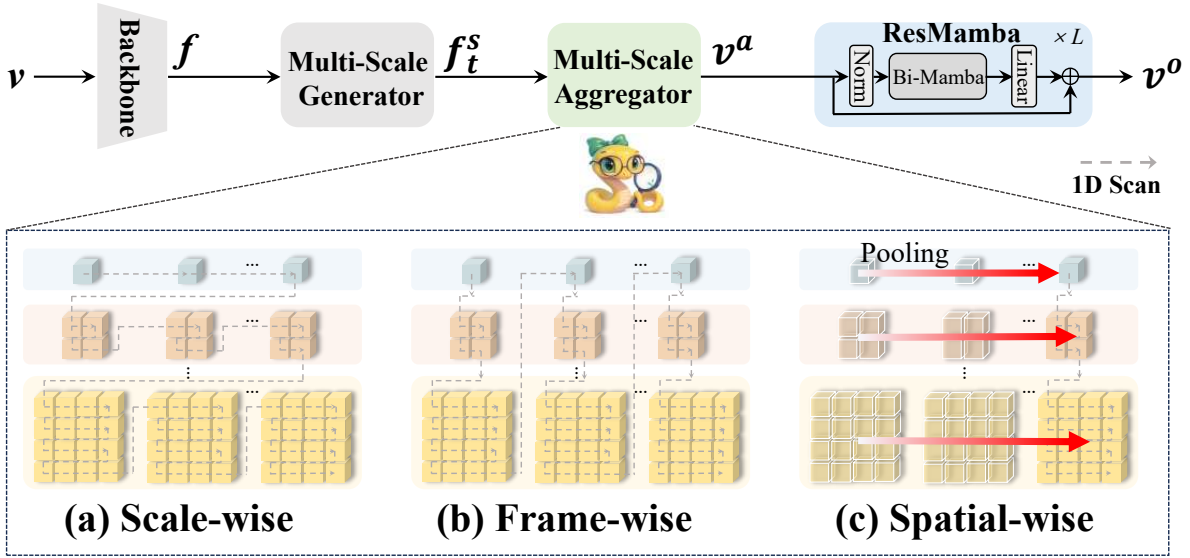 v
Backbone
f
Multi-Scale
Generator
f_t^s
Multi-Scale
Aggregator
v^a
ResMamba
× L
Norm
Bi-Mamba
Linear
v^o
1D Scan
...
...
...
...
...
...
...
...
...
Pooling
...
...
...
(a) Scale-wise
(b) Frame-wise
(c) Spatial-wise